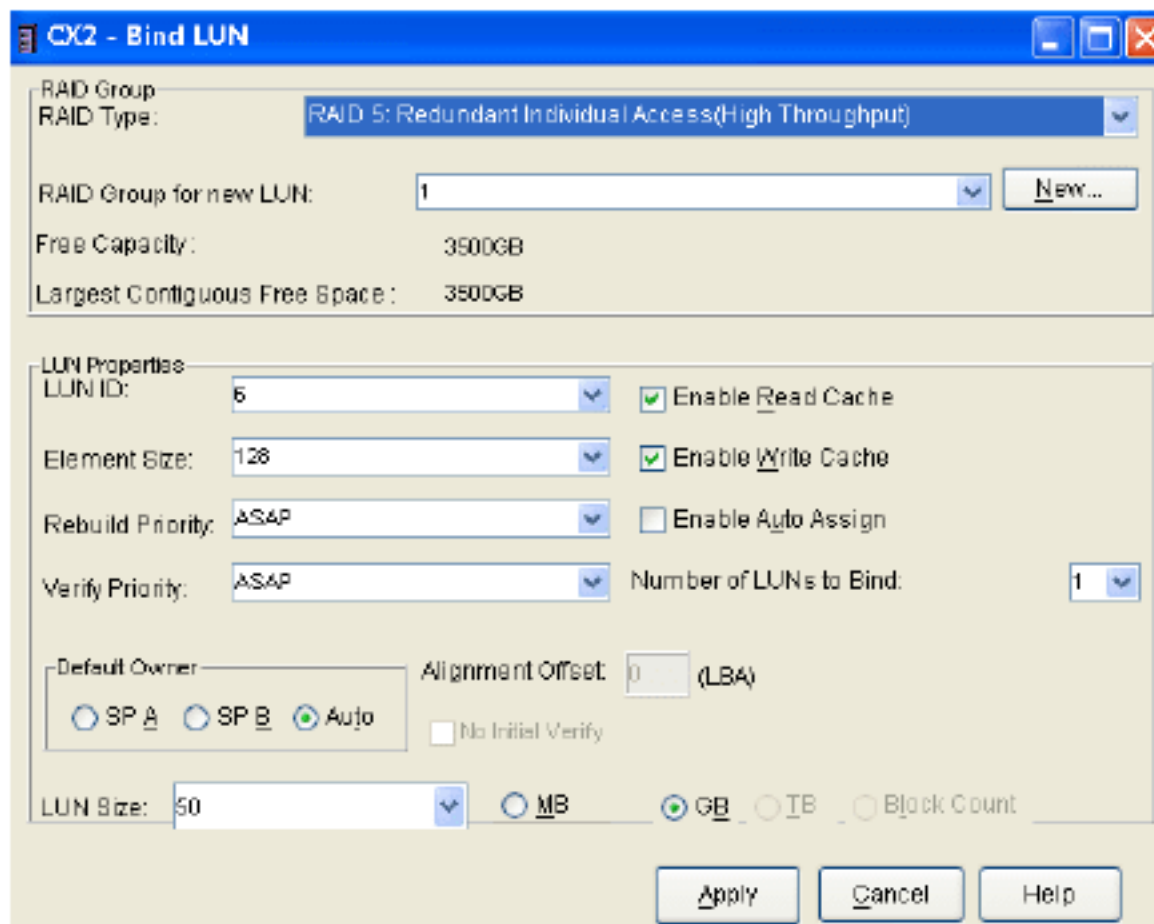 CX2 - Bind LUN
RAID Group
RAID Type: RAID 5: Redundant Individual Access(High Throughput)
RAID Group for new LUN: 1 New...
Free Capacity: 3500GB
Largest Contiguous Free Space: 3500GB
LUN Properties
LUN ID: 6 Enable Read Cache
Element Size: 128 Enable Write Cache
Rebuild Priority: ASAP Enable Auto Assign
Verify Priority: ASAP Number of LUNs to Bind: 1
Default Owner Alignment Offset: 0 (LBA)
SP A SP B Auto
No Initial Verify
LUN Size: 50 MB GB TB Block Count
Apply Cancel Help